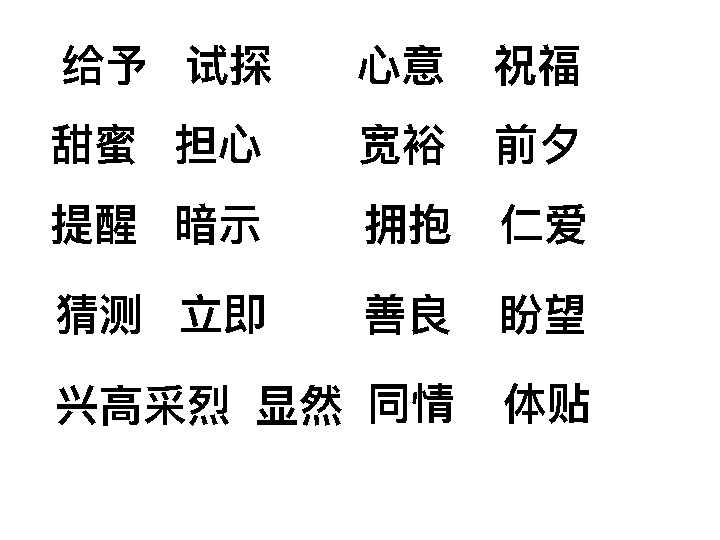 给予 试探 心意 祝福
甜蜜 担心 宽裕 前夕
提醒 暗示 拥抱 仁爱
猜测 立即 善良 盼望
兴高采烈 显然 同情 体贴